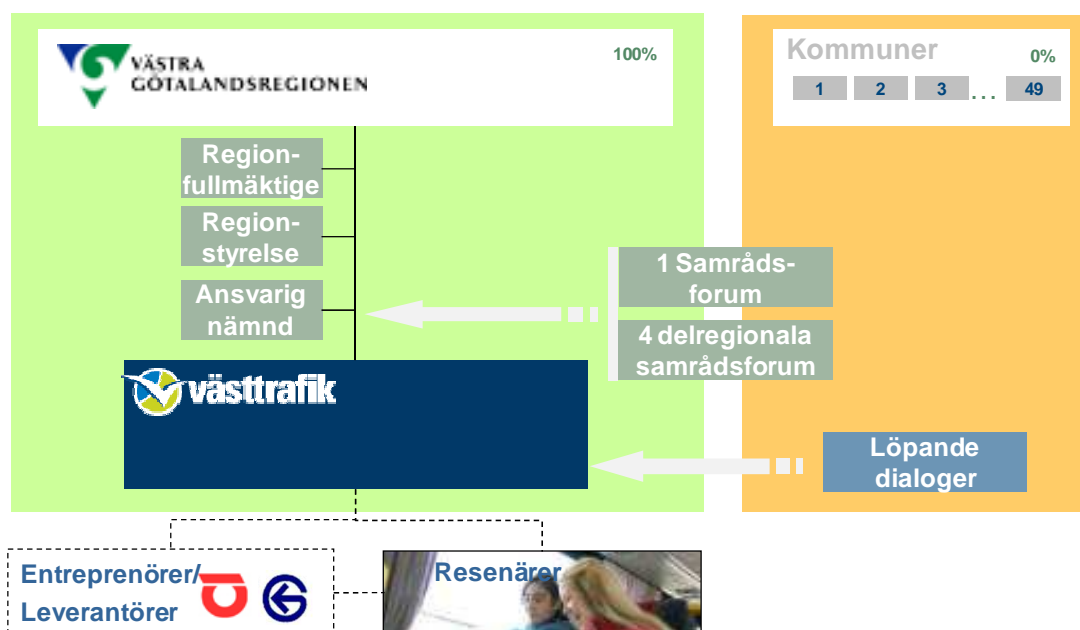 VÄSTRA
GÖTALANDSREGIONEN
100%
Kommuner
0%
1 2 3 ... 49
Region-
fullmäktige
Region-
styrelse
Ansvarig
nämnd
1 Samråds-
forum
4 delregionala
samrådsforum
västtrafik
Löpande
dialoger
Entreprenörer/
Leverantörer
Resenärer